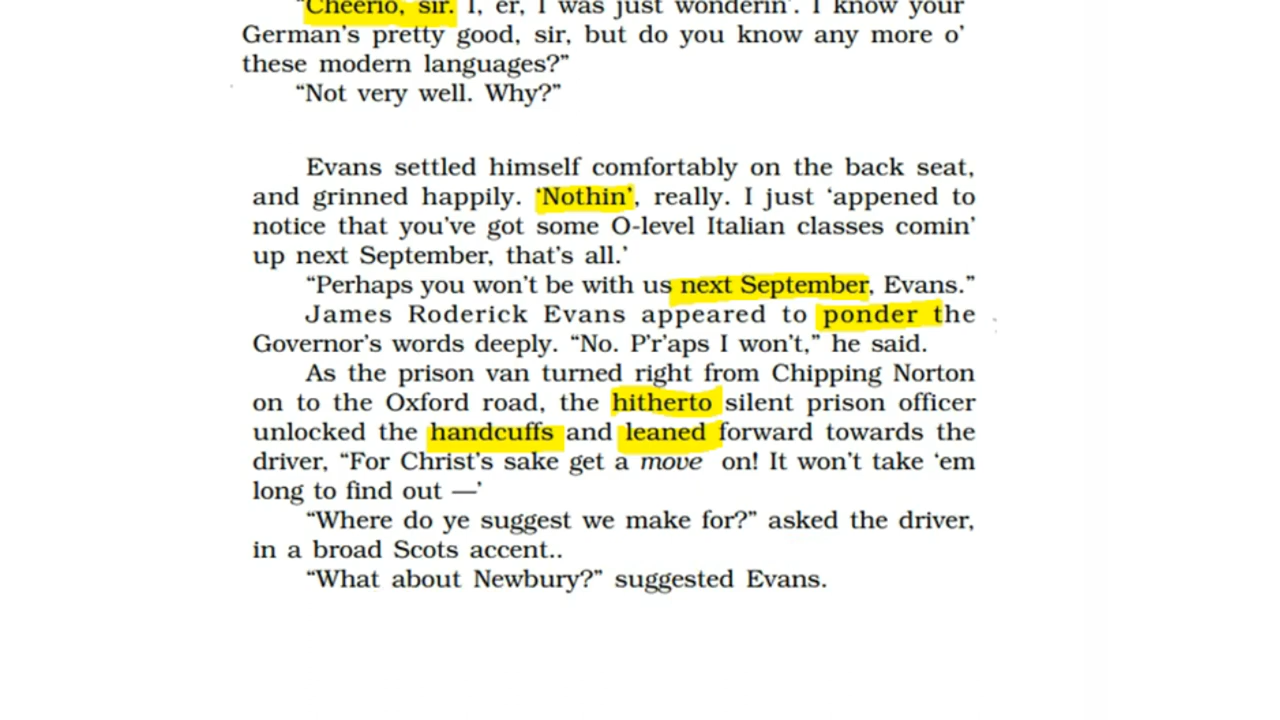 “Cheerio, sir. I, er, I was just wonderin’. I know your
German’s pretty good, sir, but do you know any more o’
these modern languages?”
“Not very well. Why?”
Evans settled himself comfortably on the back seat,
and grinned happily. ‘Nothin’, really. I just ‘appened to
notice that you’ve got some O-level Italian classes comin’
up next September, that’s all.’
“Perhaps you won’t be with us next September, Evans.”
James Roderick Evans appeared to ponder the
Governor’s words deeply. “No. P’r’aps I won’t,” he said.
As the prison van turned right from Chipping Norton
on to the Oxford road, the hitherto silent prison officer
unlocked the handcuffs and leaned forward towards the
driver, “For Christ’s sake get a move on! It won’t take ‘em
long to find out —’
“Where do ye suggest we make for?” asked the driver,
in a broad Scots accent..
“What about Newbury?” suggested Evans.